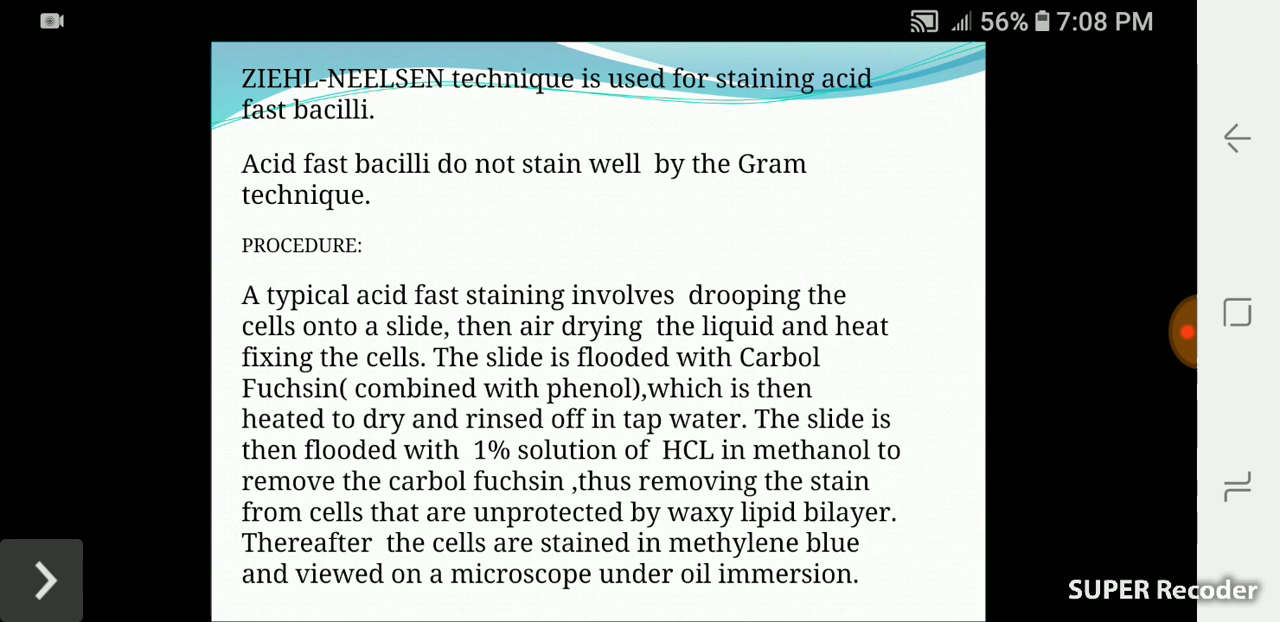 56% 7:08 PM
ZIEHL-NEELSEN technique is used for staining acid
fast bacilli.
Acid fast bacilli do not stain well by the Gram
technique.
PROCEDURE:
A typical acid fast staining involves drooping the
cells onto a slide, then air drying the liquid and heat
fixing the cells. The slide is flooded with Carbol
Fuchsin( combined with phenol),which is then
heated to dry and rinsed off in tap water. The slide is
then flooded with 1% solution of HCL in methanol to
remove the carbol fuchsin ,thus removing the stain
from cells that are unprotected by waxy lipid bilayer.
Thereafter the cells are stained in methylene blue
and viewed on a microscope under oil immersion.
SUPER Recoder